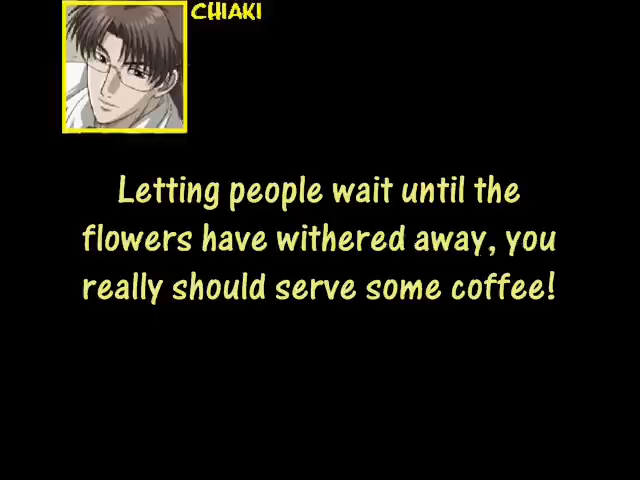 CHIAKI
Letting people wait until the
flowers have withered away, you
really should serve some coffee!